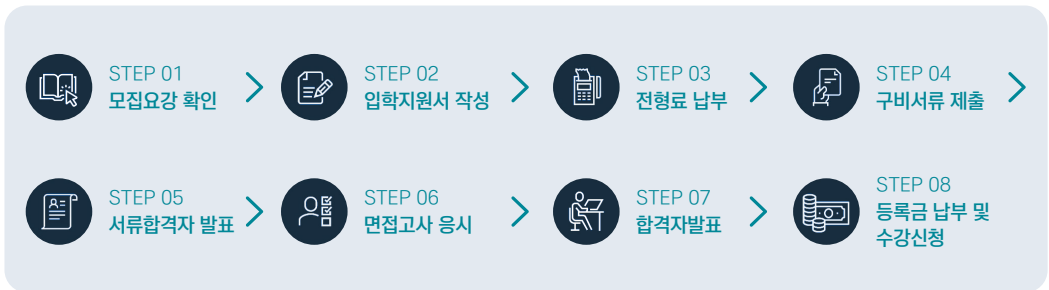 STEP 01
모집요강 확인
STEP 02
입학지원서 작성
STEP 03
전형료 납부
STEP 04
구비서류 제출
STEP 05
서류합격자 발표
STEP 06
면접고사 응시
STEP 07
합격자발표
STEP 08
등록금 납부 및
수강신청